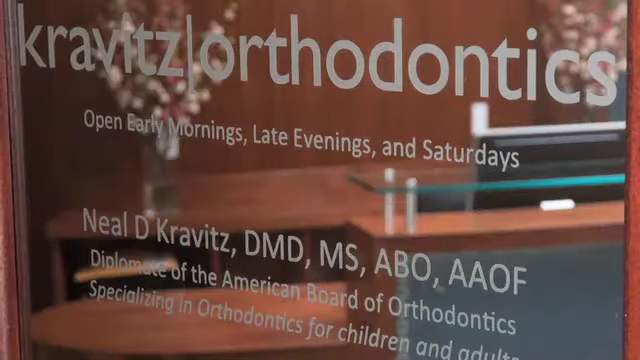 kravitz|orthodontics
Open Early Mornings, Late Evenings, and Saturdays
Neal D Kravitz, DMD, MS, ABO, AAOF
Diplomate of the American Board of Orthodontics
Specializing in Orthodontics for children and adults